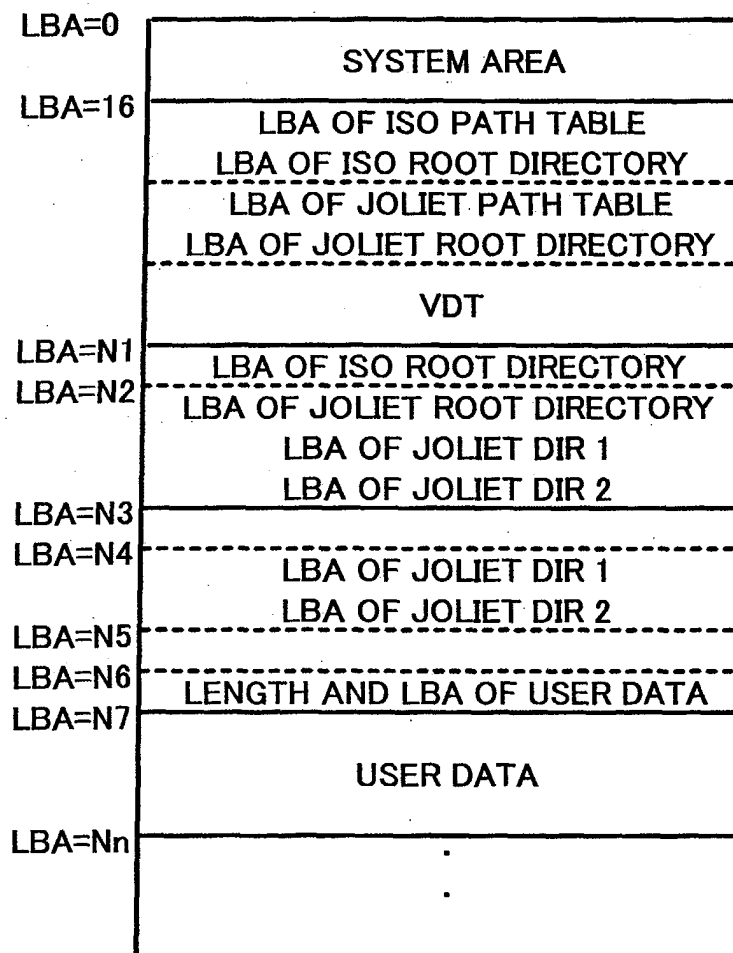 LBA=0
SYSTEM AREA
LBA=16
LBA OF ISO PATH TABLE
LBA OF ISO ROOT DIRECTORY
LBA OF JOLIET PATH TABLE
LBA OF JOLIET ROOT DIRECTORY
VDT
LBA=N1
LBA OF ISO ROOT DIRECTORY
LBA=N2
LBA OF JOLIET ROOT DIRECTORY
LBA OF JOLIET DIR 1
LBA OF JOLIET DIR 2
LBA=N3
LBA=N4
LBA OF JOLIET DIR 1
LBA OF JOLIET DIR 2
LBA=N5
LBA=N6
LENGTH AND LBA OF USER DATA
LBA=N7
USER DATA
LBA=Nn